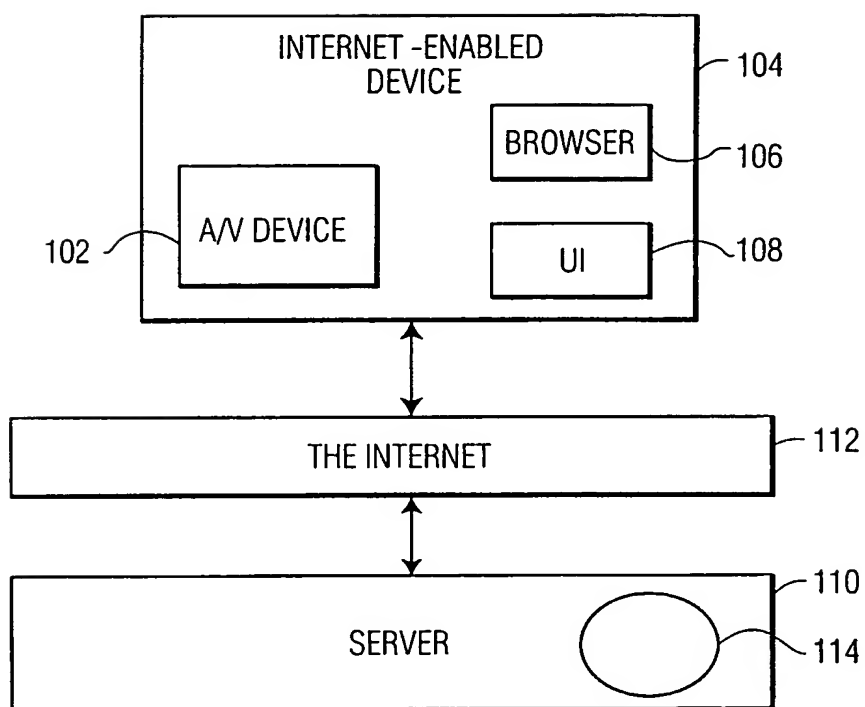 INTERNET -ENABLED
DEVICE
104
BROWSER
106
A/V DEVICE
102
UI
108
THE INTERNET
112
110
SERVER
114